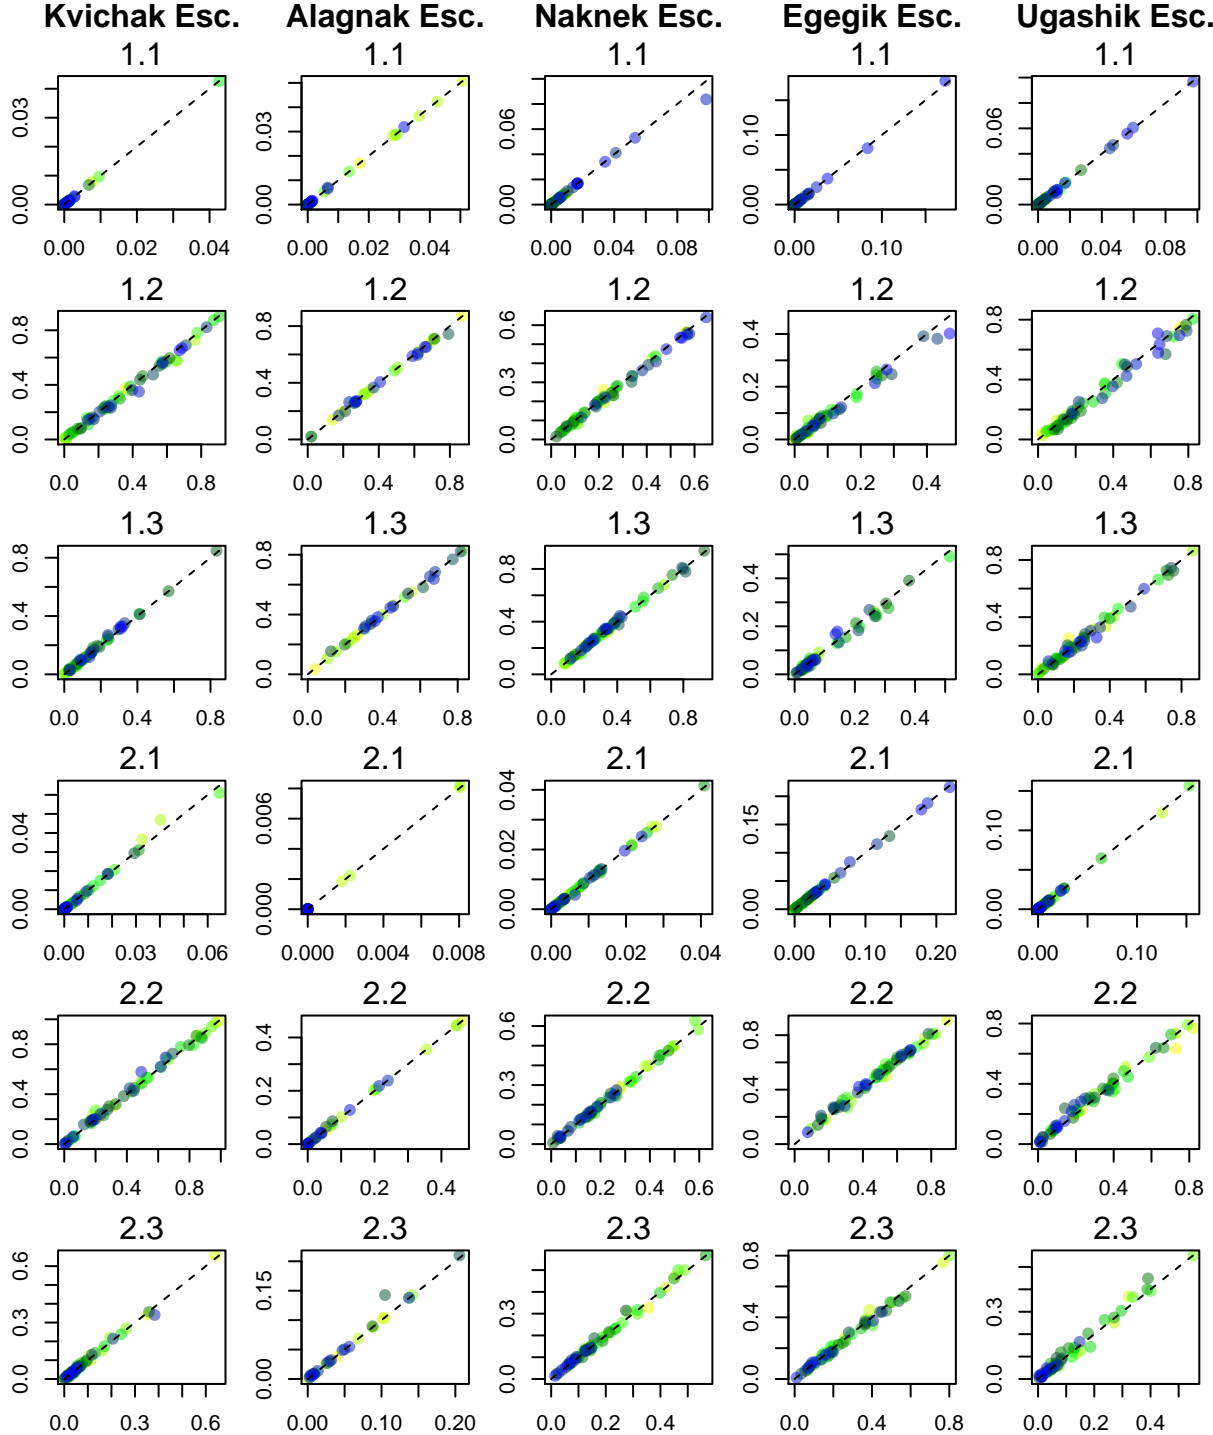 Kvichak Esc. Alagnak Esc. Naknek Esc. Egegik Esc. Ugashik Esc.
1.1 1.1 1.1 1.1 1.1
0.00 0.03 0.00 0.03 0.00 0.06 0.00 0.10 0.00 0.06
0.00 0.02 0.04 0.00 0.02 0.04 0.00 0.04 0.08 0.00 0.10 0.00 0.04 0.08
1.2 1.2 1.2 1.2 1.2
0.0 0.4 0.8 0.0 0.4 0.8 0.0 0.3 0.6 0.0 0.2 0.4 0.0 0.4 0.8
0.0 0.4 0.8 0.0 0.4 0.8 0.0 0.2 0.4 0.6 0.0 0.2 0.4 0.0 0.4 0.8
1.3 1.3 1.3 1.3 1.3
0.0 0.4 0.8 0.0 0.4 0.8 0.0 0.4 0.8 0.0 0.2 0.4 0.0 0.4 0.8
0.0 0.4 0.8 0.0 0.4 0.8 0.0 0.4 0.8 0.0 0.2 0.4 0.0 0.4 0.8
2.1 2.1 2.1 2.1 2.1
0.00 0.04 0.000 0.006 0.00 0.02 0.04 0.00 0.15 0.00 0.10
0.00 0.03 0.06 0.000 0.004 0.008 0.00 0.02 0.04 0.00 0.10 0.20 0.00 0.10
2.2 2.2 2.2 2.2 2.2
0.0 0.4 0.8 0.0 0.2 0.4 0.0 0.3 0.6 0.0 0.4 0.8 0.0 0.4 0.8
0.0 0.4 0.8 0.0 0.2 0.4 0.0 0.2 0.4 0.6 0.0 0.4 0.8 0.0 0.4 0.8
2.3 2.3 2.3 2.3 2.3
0.0 0.3 0.6 0.00 0.15 0.0 0.3 0.0 0.4 0.8 0.0 0.3
0.0 0.3 0.6 0.00 0.10 0.20 0.0 0.2 0.4 0.0 0.4 0.8 0.0 0.2 0.4